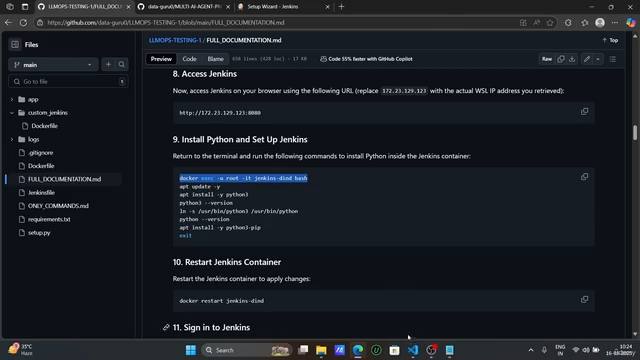 LLMOPS-TESTING-1/FULL_DOC
data-guru0/MULTI-AI-AGENT-PR
Setup Wizard - Jenkins
https://github.com/data-guru0/LLMOPS-TESTING-1/blob/main/FULL_DOCUMENTATION.md
Files
main
Go to file
app
custom_jenkins
Dockerfile
logs
.gitignore
Dockerfile
FULL_DOCUMENTATION.md
Jenkinsfile
ONLY_COMMANDS.md
requirements.txt
setup.py
LLMOPS-TESTING-1 / FULL_DOCUMENTATION.md
Top
Preview
Code
Blame
Code 55% faster with GitHub Copilot
Raw
8. Access Jenkins
Now, access Jenkins on your browser using the following URL (replace 172.23.129.123 with the actual WSL IP address you retrieved):
http://172.23.129.123:8080
9. Install Python and Set Up Jenkins
Return to the terminal and run the following commands to install Python inside the Jenkins container:
docker exec -u root -it jenkins-dind bash
apt update -y
apt install -y python3
python3 --version
ln -s /usr/bin/python3 /usr/bin/python
python --version
apt install -y python3-pip
exit
10. Restart Jenkins Container
Restart the Jenkins container to apply changes:
docker restart jenkins-dind
11. Sign in to Jenkins
35°C
Haze
Search
ENG
IN
10:24